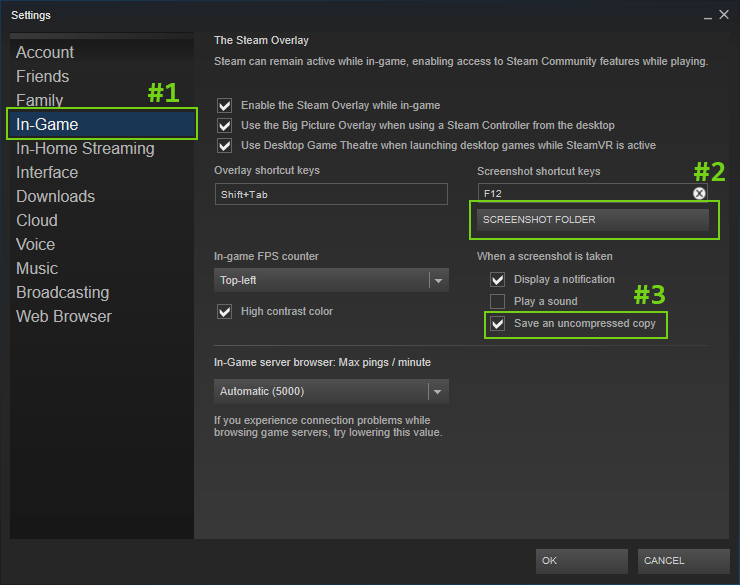 Settings
Account
Friends
Family
#1
In-Game
In-Home Streaming
Interface
Downloads
Cloud
Voice
Music
Broadcasting
Web Browser
The Steam Overlay
Steam can remain active while in-game, enabling access to Steam Community features while playing.
Enable the Steam Overlay while in-game
Use the Big Picture Overlay when using a Steam Controller from the desktop
Use Desktop Game Theatre when launching desktop games while SteamVR is active
Overlay shortcut keys
Shift+Tab
Screenshot shortcut keys
#2
F12
SCREENSHOT FOLDER
In-game FPS counter
Top-left
High contrast color
When a screenshot is taken
Display a notification
Play a sound
#3
Save an uncompressed copy
In-Game server browser: Max pings / minute
Automatic (5000)
If you experience connection problems while
browsing game servers, try lowering this value.
OK
CANCEL